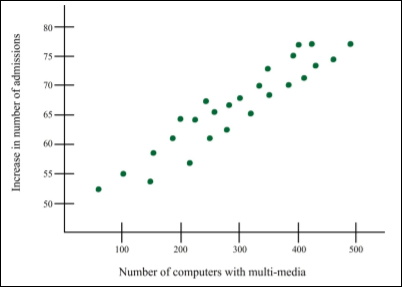 Increase in number of admissions
80
75
70
65
60
55
50
100 200 300 400 500
Number of computers with multi-media